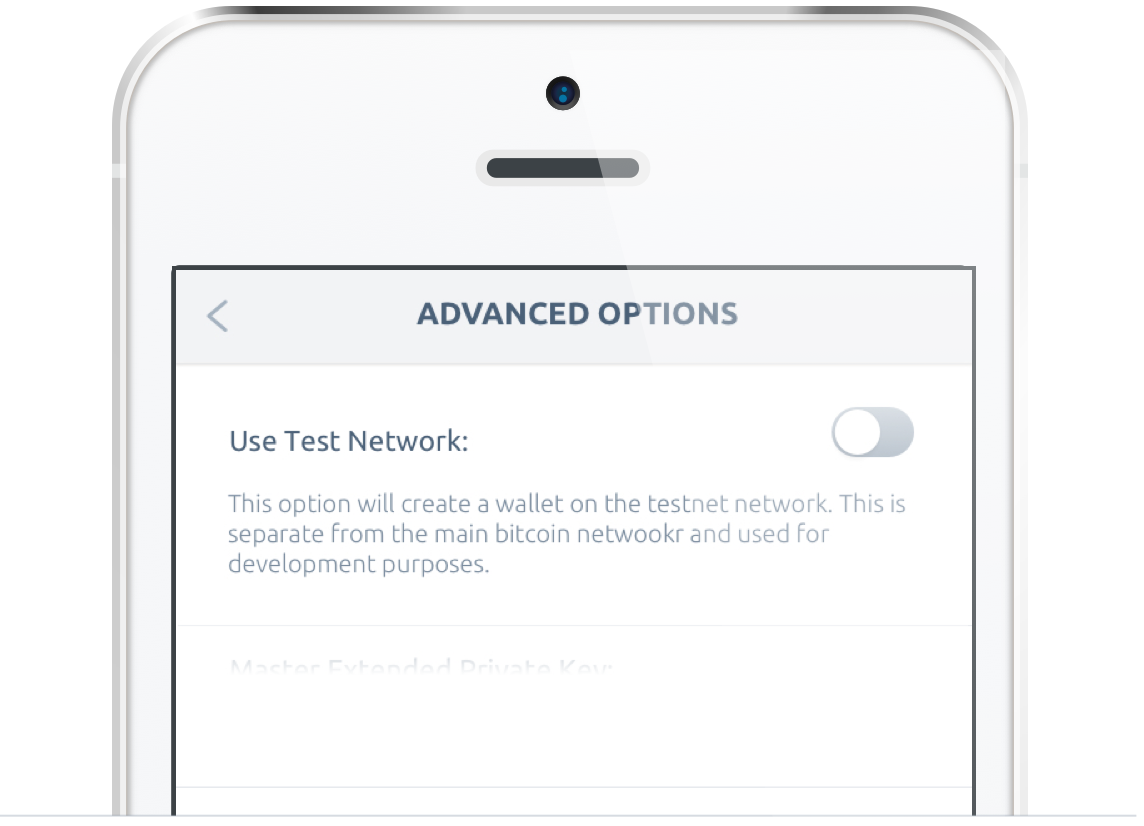 ADVANCED OPTIONS
Use Test Network:
This option will create a wallet on the testnet network. This is
separate from the main bitcoin netwookr and used for
development purposes.
Master Extended Private Key: